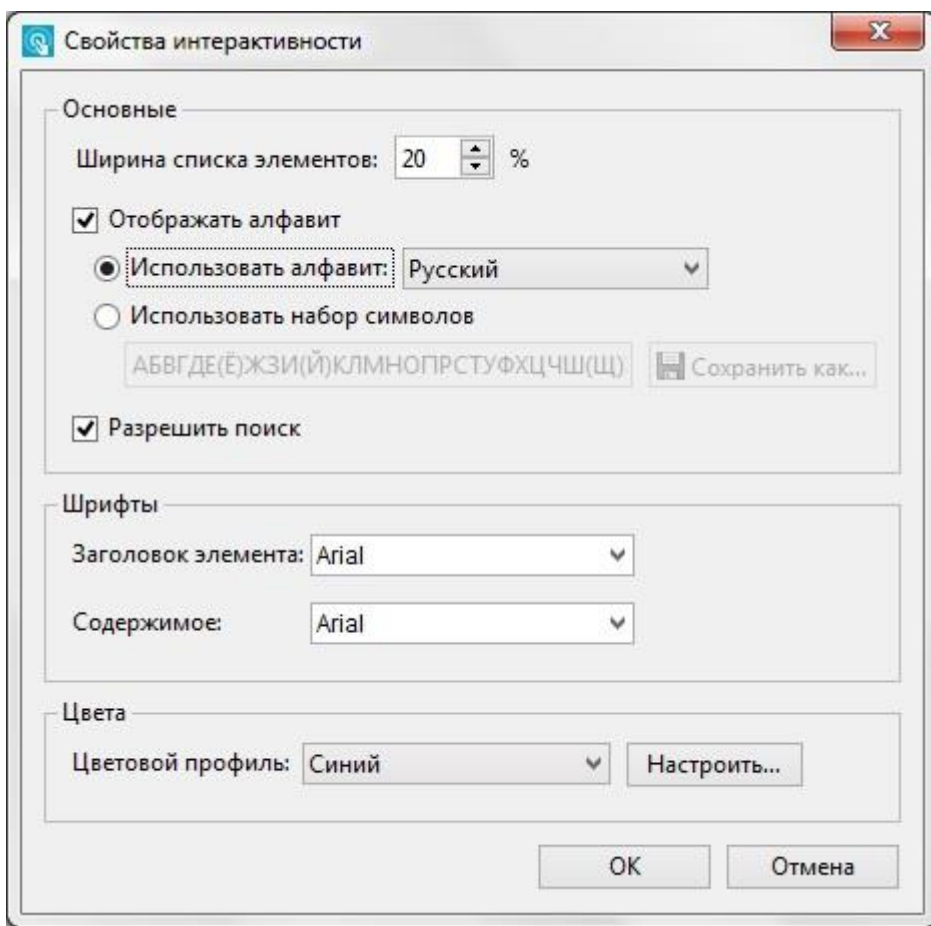 Свойства интерактивности
Основные
Ширина списка элементов: 20 %
Отображать алфавит
Использовать алфавит: Русский
Использовать набор символов
АБВГДЕ(Ё)ЖЗИ(Й)КЛМНОПРСТУФХЦЧШ(Щ) Сохранить как...
Разрешить поиск
Шрифты
Заголовок элемента: Arial
Содержимое: Arial
Цвета
Цветовой профиль: Синий Настроить...
OK Отмена